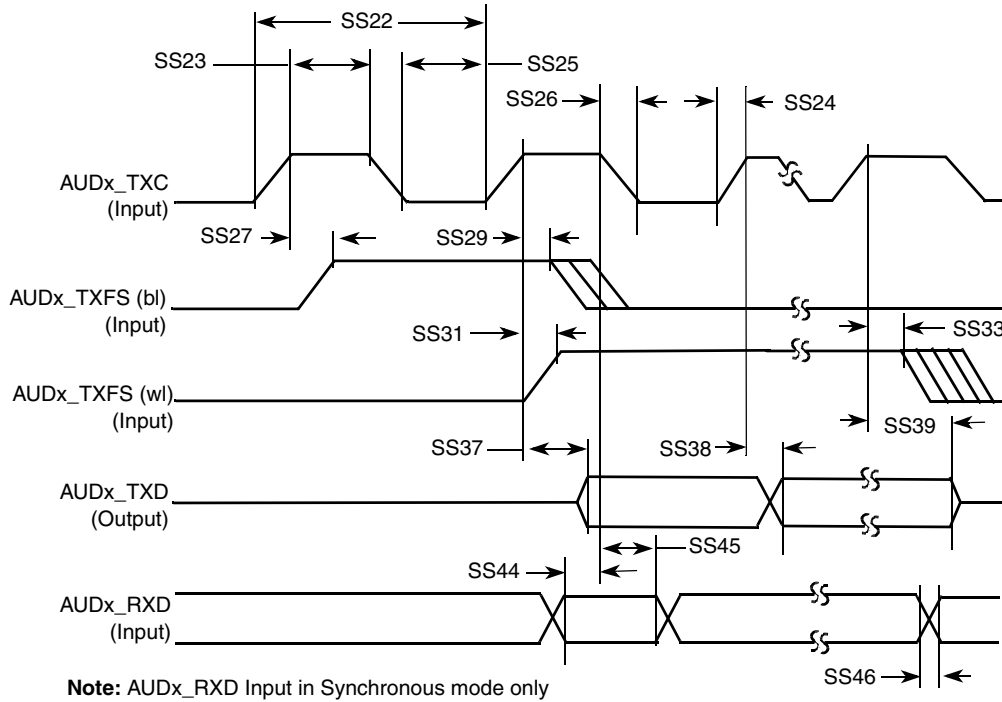 SS22
SS23
SS25
SS26
SS24
AUDx_TXC
(Input)
SS27
SS29
AUDx_TXFS (bl)
(Input)
SS31
SS33
AUDx_TXFS (wl)
(Input)
SS39
SS37
SS38
AUDx_TXD
(Output)
SS45
SS44
AUDx_RXD
(Input)
SS46
Note: AUDx_RXD Input in Synchronous mode only